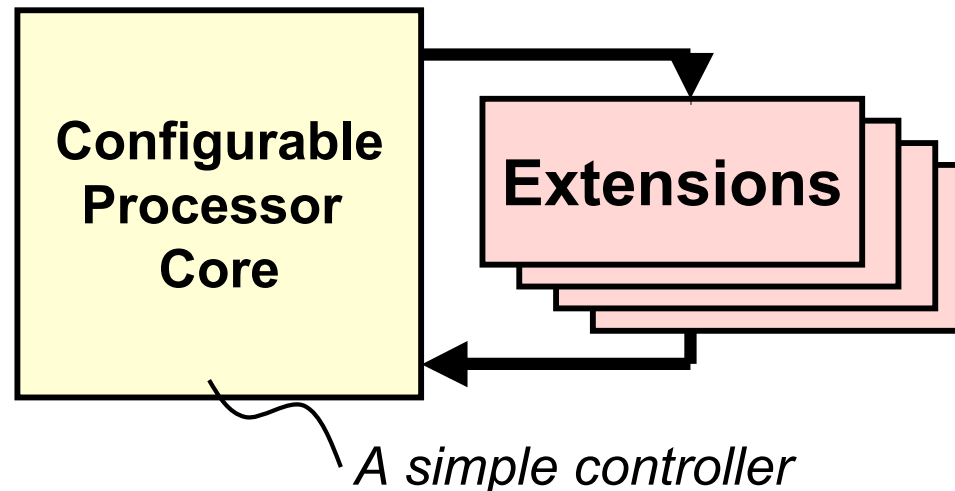 Configurable
Processor
Core
Extensions
A simple controller